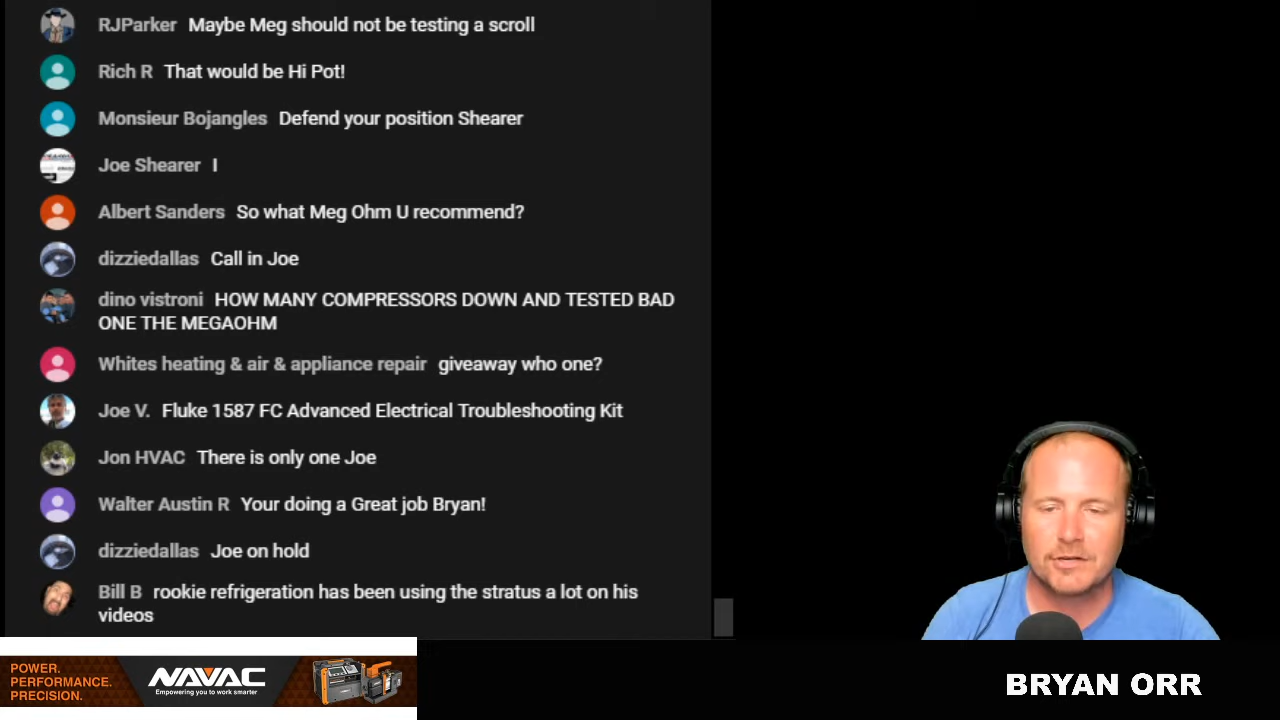 RJParker Maybe Meg should not be testing a scroll
Rich R That would be Hi Pot!
Monsieur Bojangles Defend your position Shearer
Joe Shearer I
Albert Sanders So what Meg Ohm U recommend?
dizziedallas Call in Joe
dino vistroni HOW MANY COMPRESSORS DOWN AND TESTED BAD
ONE THE MEGAOHM
Whites heating & air & appliance repair giveaway who one?
Joe V. Fluke 1587 FC Advanced Electrical Troubleshooting Kit
Jon HVAC There is only one Joe
Walter Austin R Your doing a Great job Bryan!
dizziedallas Joe on hold
Bill B rookie refrigeration has been using the stratus a lot on his
videos
POWER.
PERFORMANCE.
PRECISION.
NAVAC
Empowering you to work smarter
BRYAN ORR